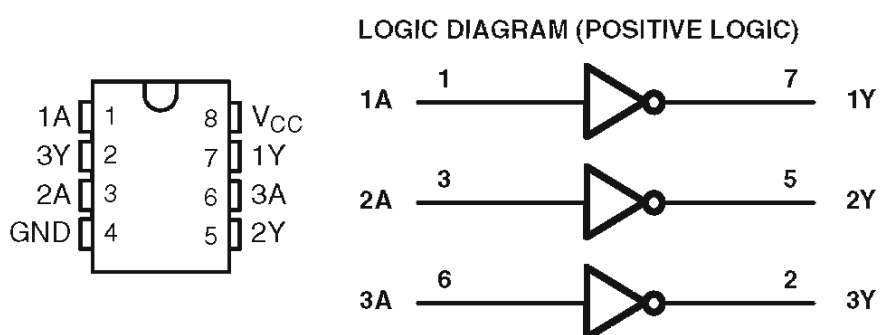 LOGIC DIAGRAM (POSITIVE LOGIC)
1A 1 8 VCC
3Y 2 7 1Y
2A 3 6 3A
GND 4 5 2Y
1A 1 7 1Y
2A 3 5 2Y
3A 6 2 3Y